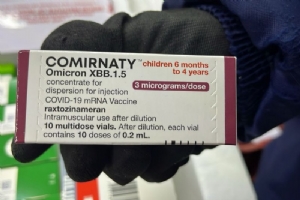 COMIRNATY™ children 6 months
to 4 years
Omicron XBB.1.5
concentrate for
dispersion for injection
3 micrograms/dose
COVID-19 mRNA Vaccine
raxtozinameran
Intramuscular use after dilution
10 multidose vials. After dilution, each vial
contains 10 doses of 0.2 mL.